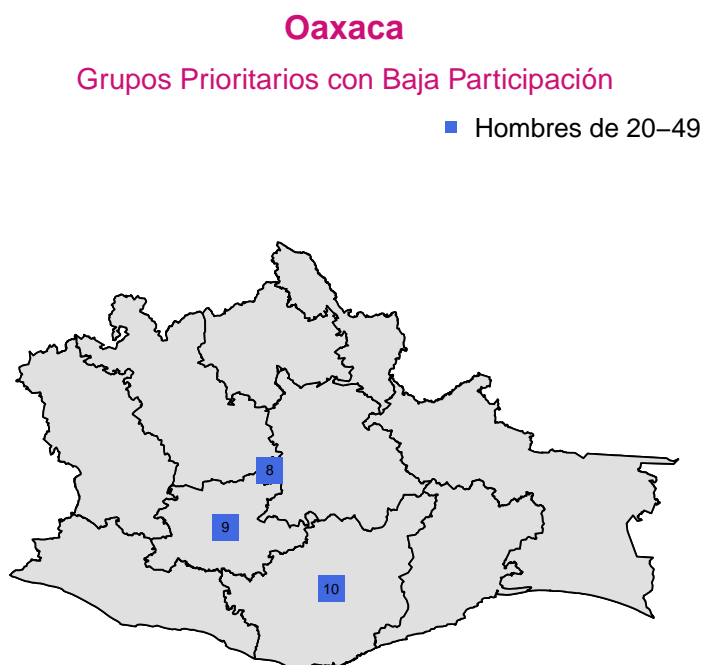 Oaxaca
Grupos Prioritarios con Baja Participación
Hombres de 20−49
8
9
10